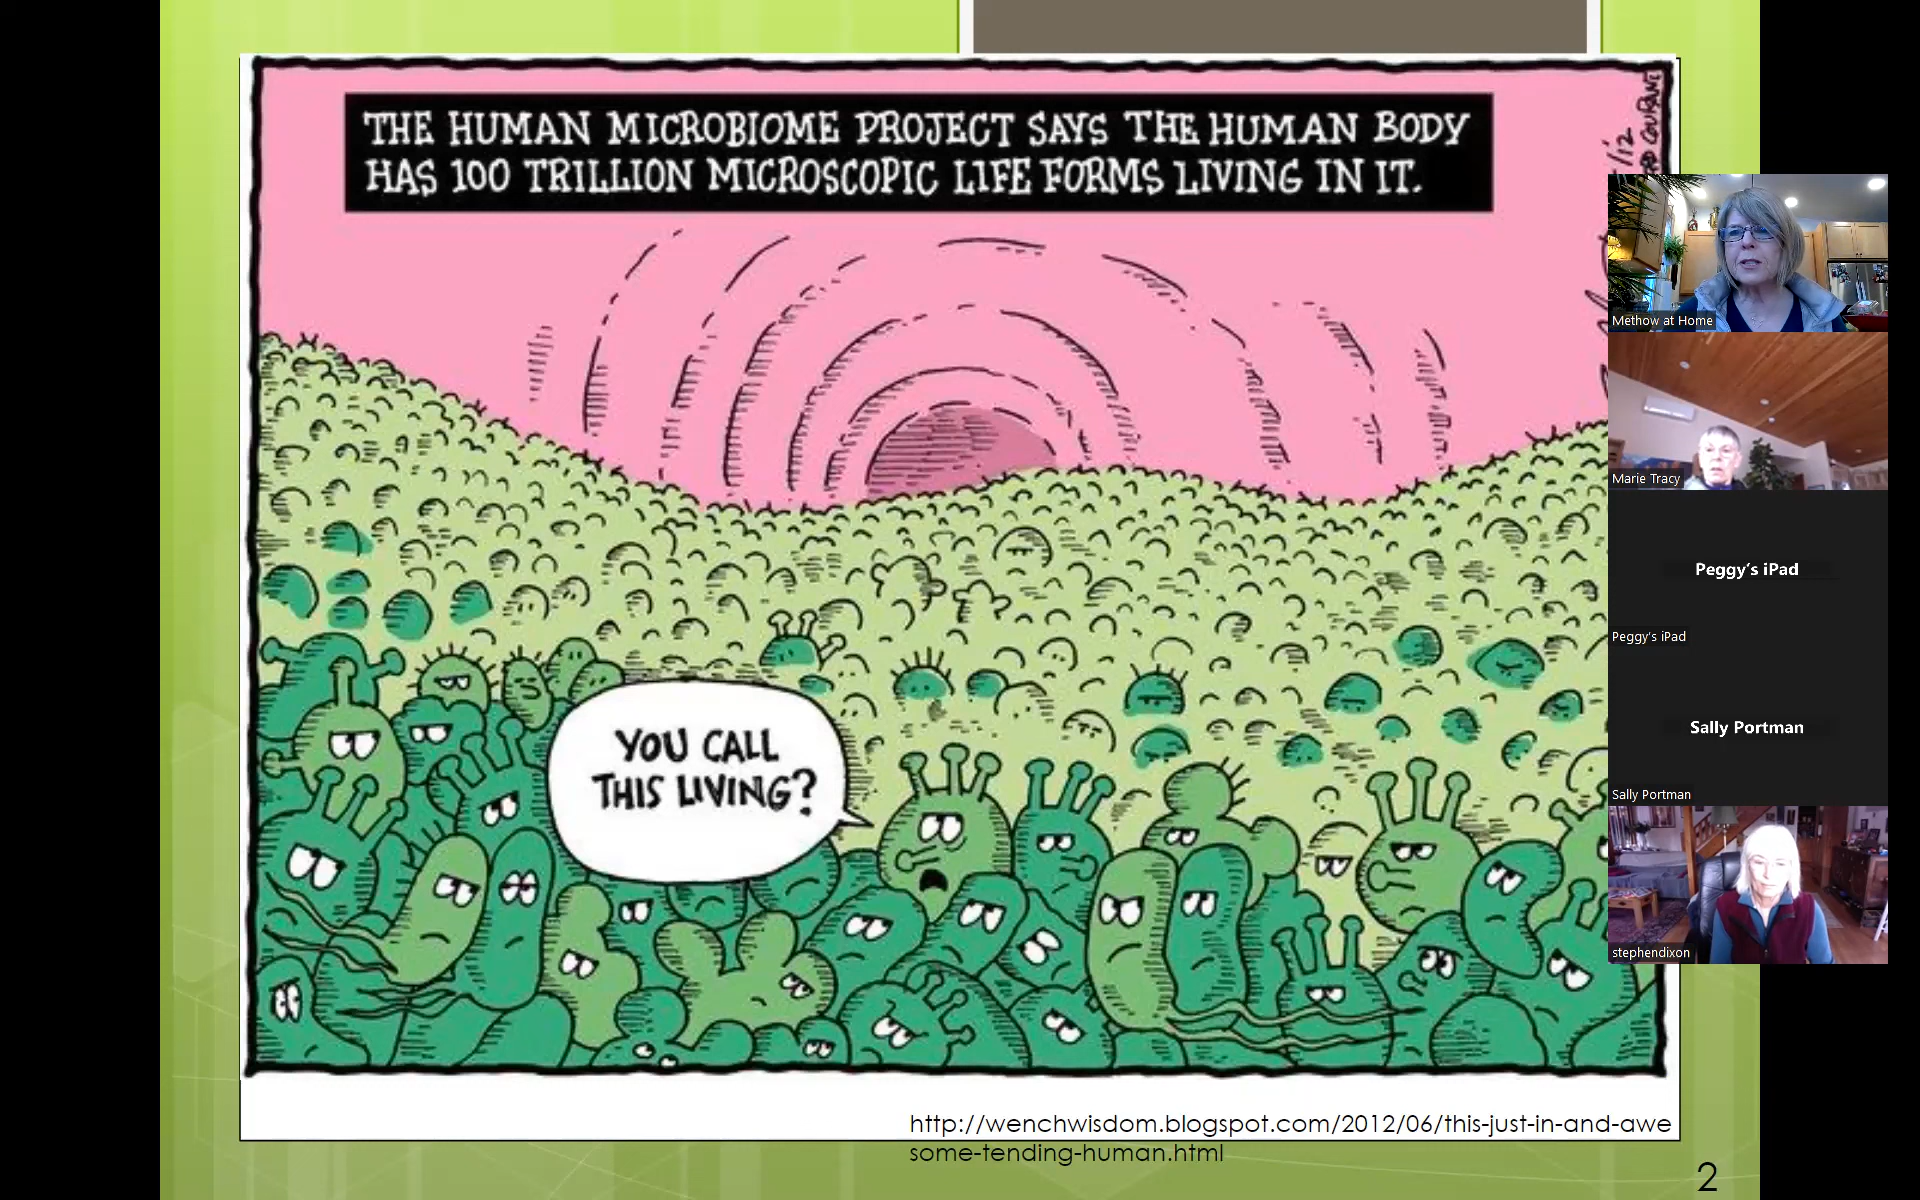 THE HUMAN MICROBIOME PROJECT SAYS THE HUMAN BODY
HAS 100 TRILLION MICROSCOPIC LIFE FORMS LIVING IN IT.
YOU CALL
THIS LIVING?
http://wenchwisdom.blogspot.com/2012/06/this-just-in-and-awe
some-tending-human.html
2
Methow at Home
Marie Tracy
Peggy's iPad
Peggy's iPad
Sally Portman
Sally Portman
stephendixon